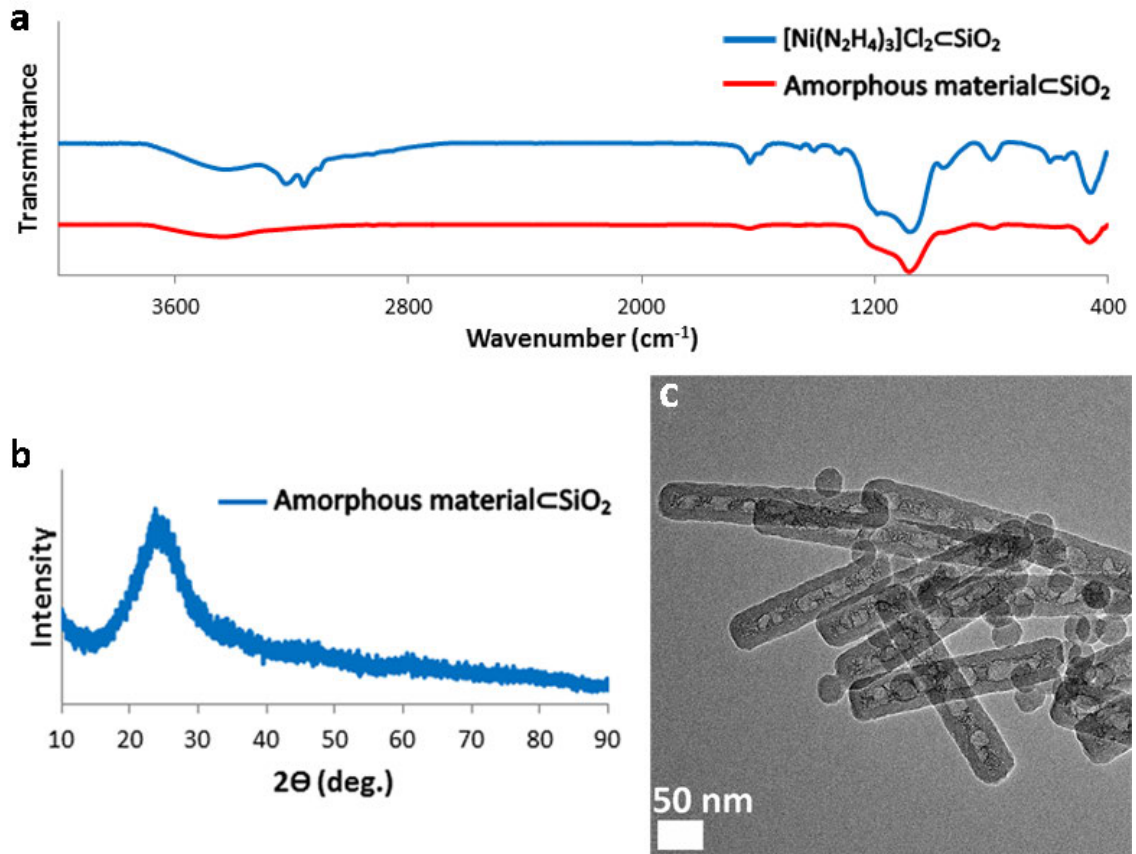 a
[Ni(N₂H₄)₃]Cl₂⊂SiO₂
Amorphous material⊂SiO₂
Transmittance
3600 2800 2000 1200 400
Wavenumber (cm⁻¹)
b
Amorphous material⊂SiO₂
Intensity
10 20 30 40 50 60 70 80 90
2Θ (deg.)
c
50 nm